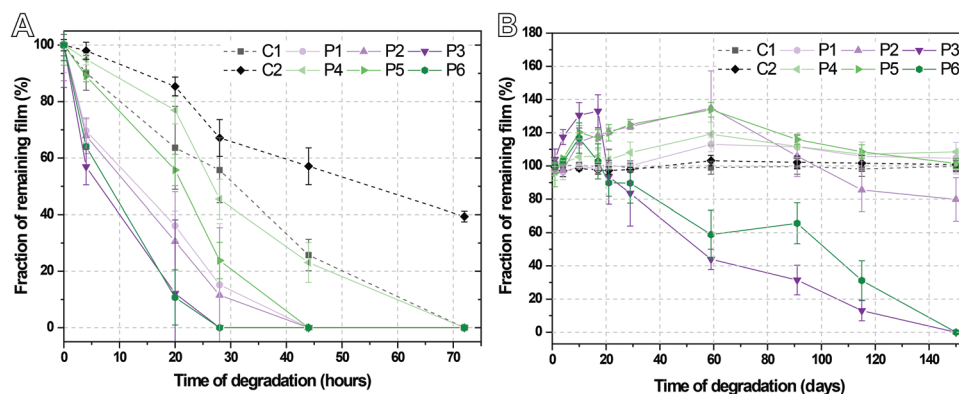 A
B
C1 P1 P2 P3
C2 P4 P5 P6
100
80
60
40
20
0
0 10 20 30 40 50 60 70
Fraction of remaining film (%)
Time of degradation (hours)
C1 P1 P2 P3
C2 P4 P5 P6
180
160
140
120
100
80
60
40
20
0
0 20 40 60 80 100 120 140
Fraction of remaining film (%)
Time of degradation (days)